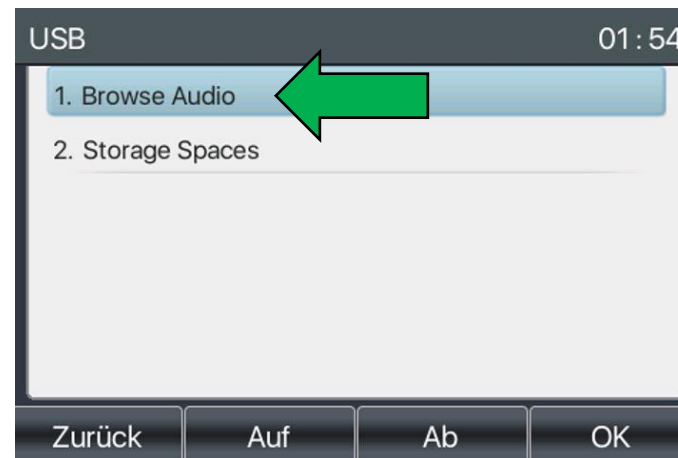 USB 01:54
1. Browse Audio
2. Storage Spaces
Zurück Auf Ab OK